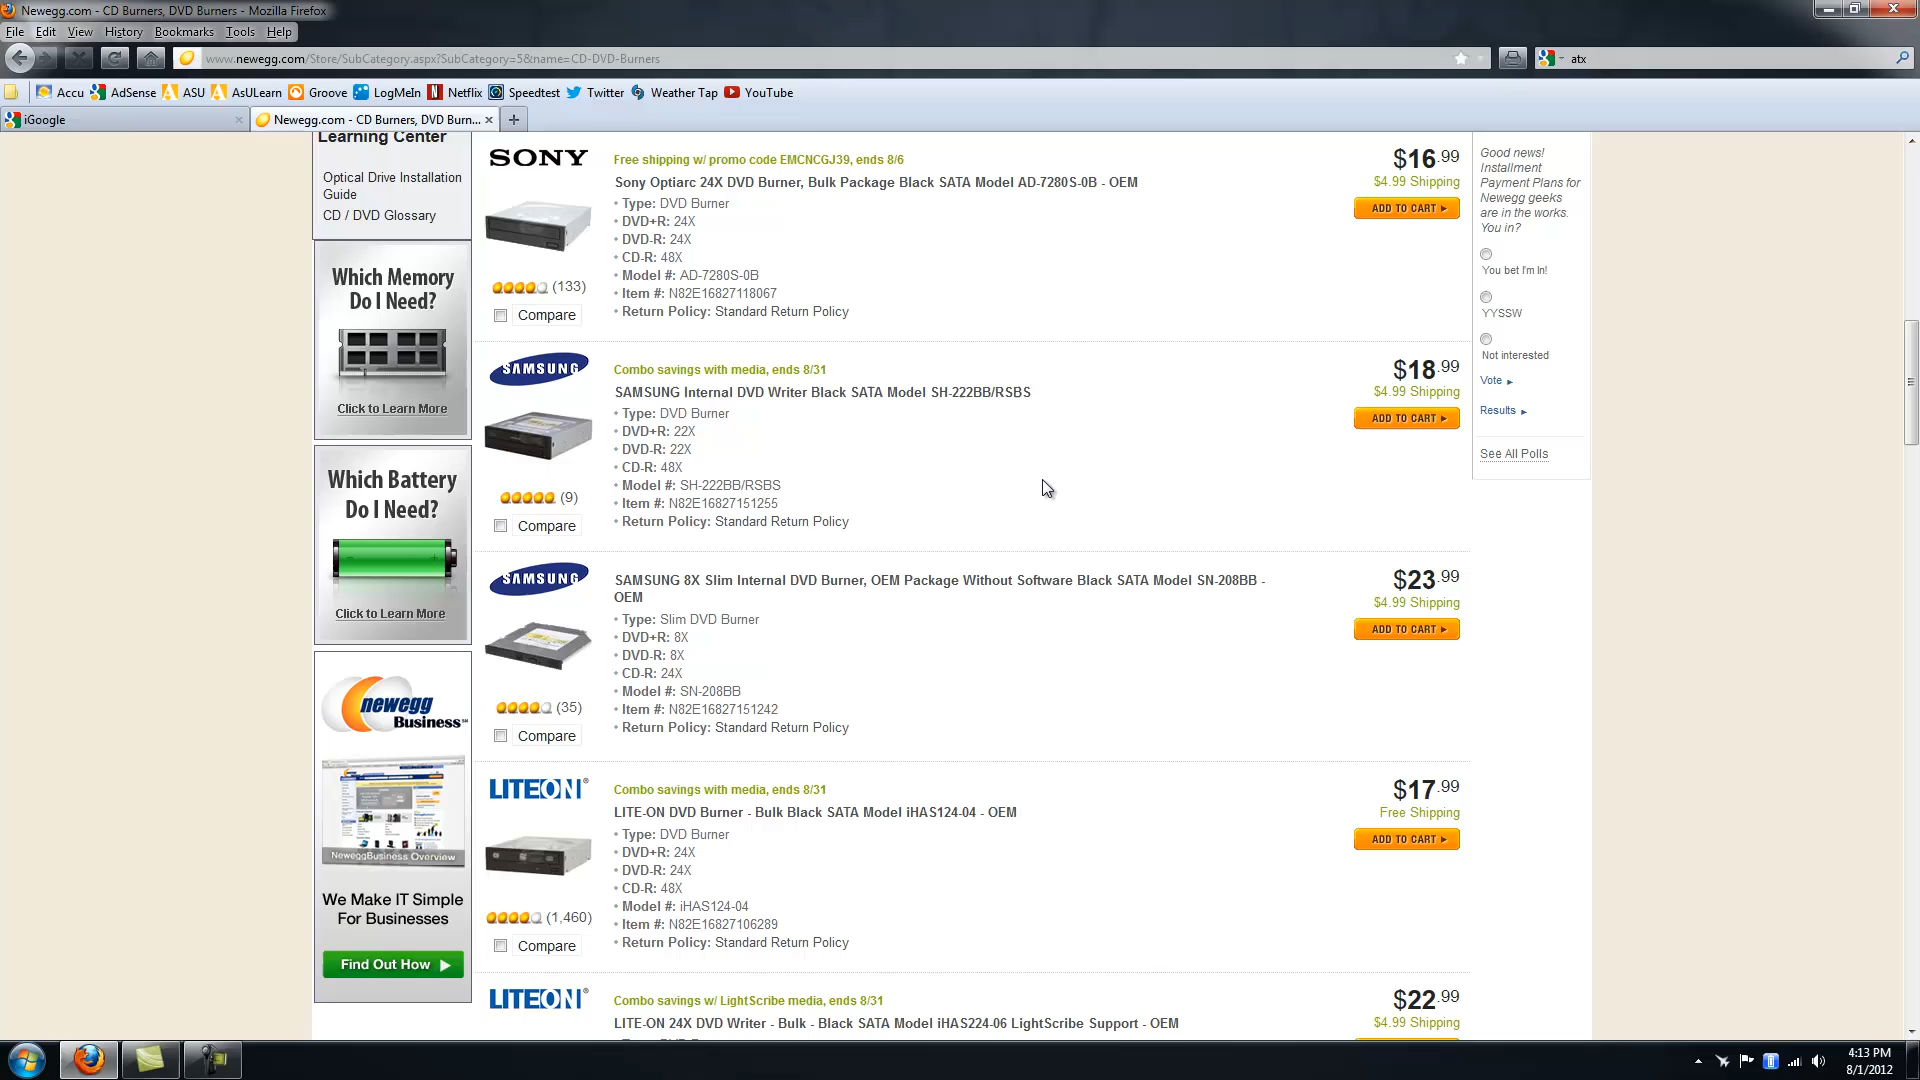 Newegg.com - CD Burners, DVD Burners - Mozilla Firefox
File Edit View History Bookmarks Tools Help
www.newegg.com/Store/SubCategory.aspx?SubCategory=5&name=CD-DVD-Burners
atx
Accu AdSense ASU AsULearn Groove LogMeIn Netflix Speedtest Twitter Weather Tap YouTube
iGoogle
Newegg.com - CD Burners, DVD Burn...
Learning Center
Optical Drive Installation
Guide
CD / DVD Glossary
Which Memory
Do I Need?
Click to Learn More
Which Battery
Do I Need?
Click to Learn More
newegg
Business
NeweggBusiness Overview
We Make IT Simple
For Businesses
Find Out How
SONY
(133)
Compare
Free shipping w/ promo code EMCNCGJ39, ends 8/6
Sony Optiarc 24X DVD Burner, Bulk Package Black SATA Model AD-7280S-0B - OEM
• Type: DVD Burner
• DVD+R: 24X
• DVD-R: 24X
• CD-R: 48X
• Model #: AD-7280S-0B
• Item #: N82E16827118067
• Return Policy: Standard Return Policy
$16.99
$4.99 Shipping
ADD TO CART
SAMSUNG
(9)
Compare
Combo savings with media, ends 8/31
SAMSUNG Internal DVD Writer Black SATA Model SH-222BB/RSBS
• Type: DVD Burner
• DVD+R: 22X
• DVD-R: 22X
• CD-R: 48X
• Model #: SH-222BB/RSBS
• Item #: N82E16827151255
• Return Policy: Standard Return Policy
$18.99
$4.99 Shipping
ADD TO CART
SAMSUNG
(35)
Compare
SAMSUNG 8X Slim Internal DVD Burner, OEM Package Without Software Black SATA Model SN-208BB -
OEM
• Type: Slim DVD Burner
• DVD+R: 8X
• DVD-R: 8X
• CD-R: 24X
• Model #: SN-208BB
• Item #: N82E16827151242
• Return Policy: Standard Return Policy
$23.99
$4.99 Shipping
ADD TO CART
LITEON
(1,460)
Compare
Combo savings with media, ends 8/31
LITE-ON DVD Burner - Bulk Black SATA Model iHAS124-04 - OEM
• Type: DVD Burner
• DVD+R: 24X
• DVD-R: 24X
• CD-R: 48X
• Model #: iHAS124-04
• Item #: N82E16827106289
• Return Policy: Standard Return Policy
$17.99
Free Shipping
ADD TO CART
LITEON
Combo savings w/ LightScribe media, ends 8/31
LITE-ON 24X DVD Writer - Bulk - Black SATA Model iHAS224-06 LightScribe Support - OEM
$22.99
$4.99 Shipping
Good news!
Installment
Payment Plans for
Newegg geeks
are in the works.
You in?
You bet I'm In!
YYSSW
Not interested
Vote
Results
See All Polls
4:13 PM
8/1/2012